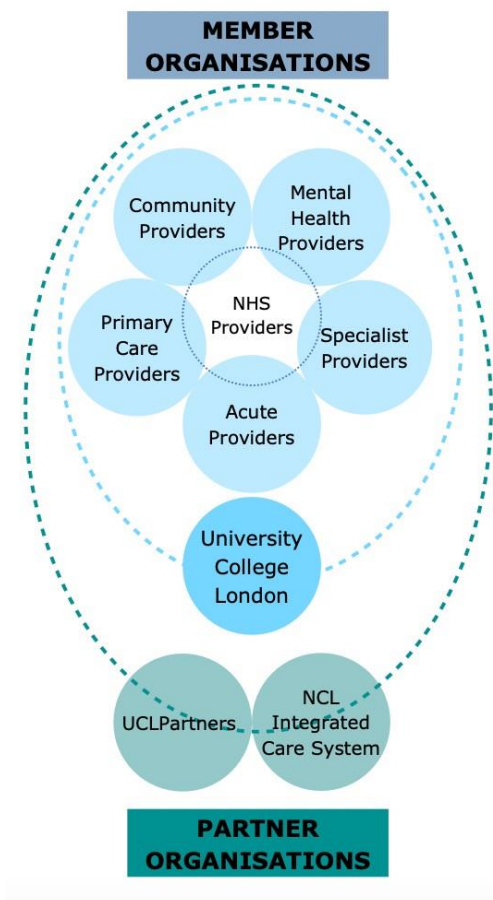 MEMBER
ORGANISATIONS
Community
Providers
Mental
Health
Providers
NHS
Providers
Primary
Care
Providers
Specialist
Providers
Acute
Providers
University
College
London
UCLPartners
NCL
Integrated
Care System
PARTNER
ORGANISATIONS